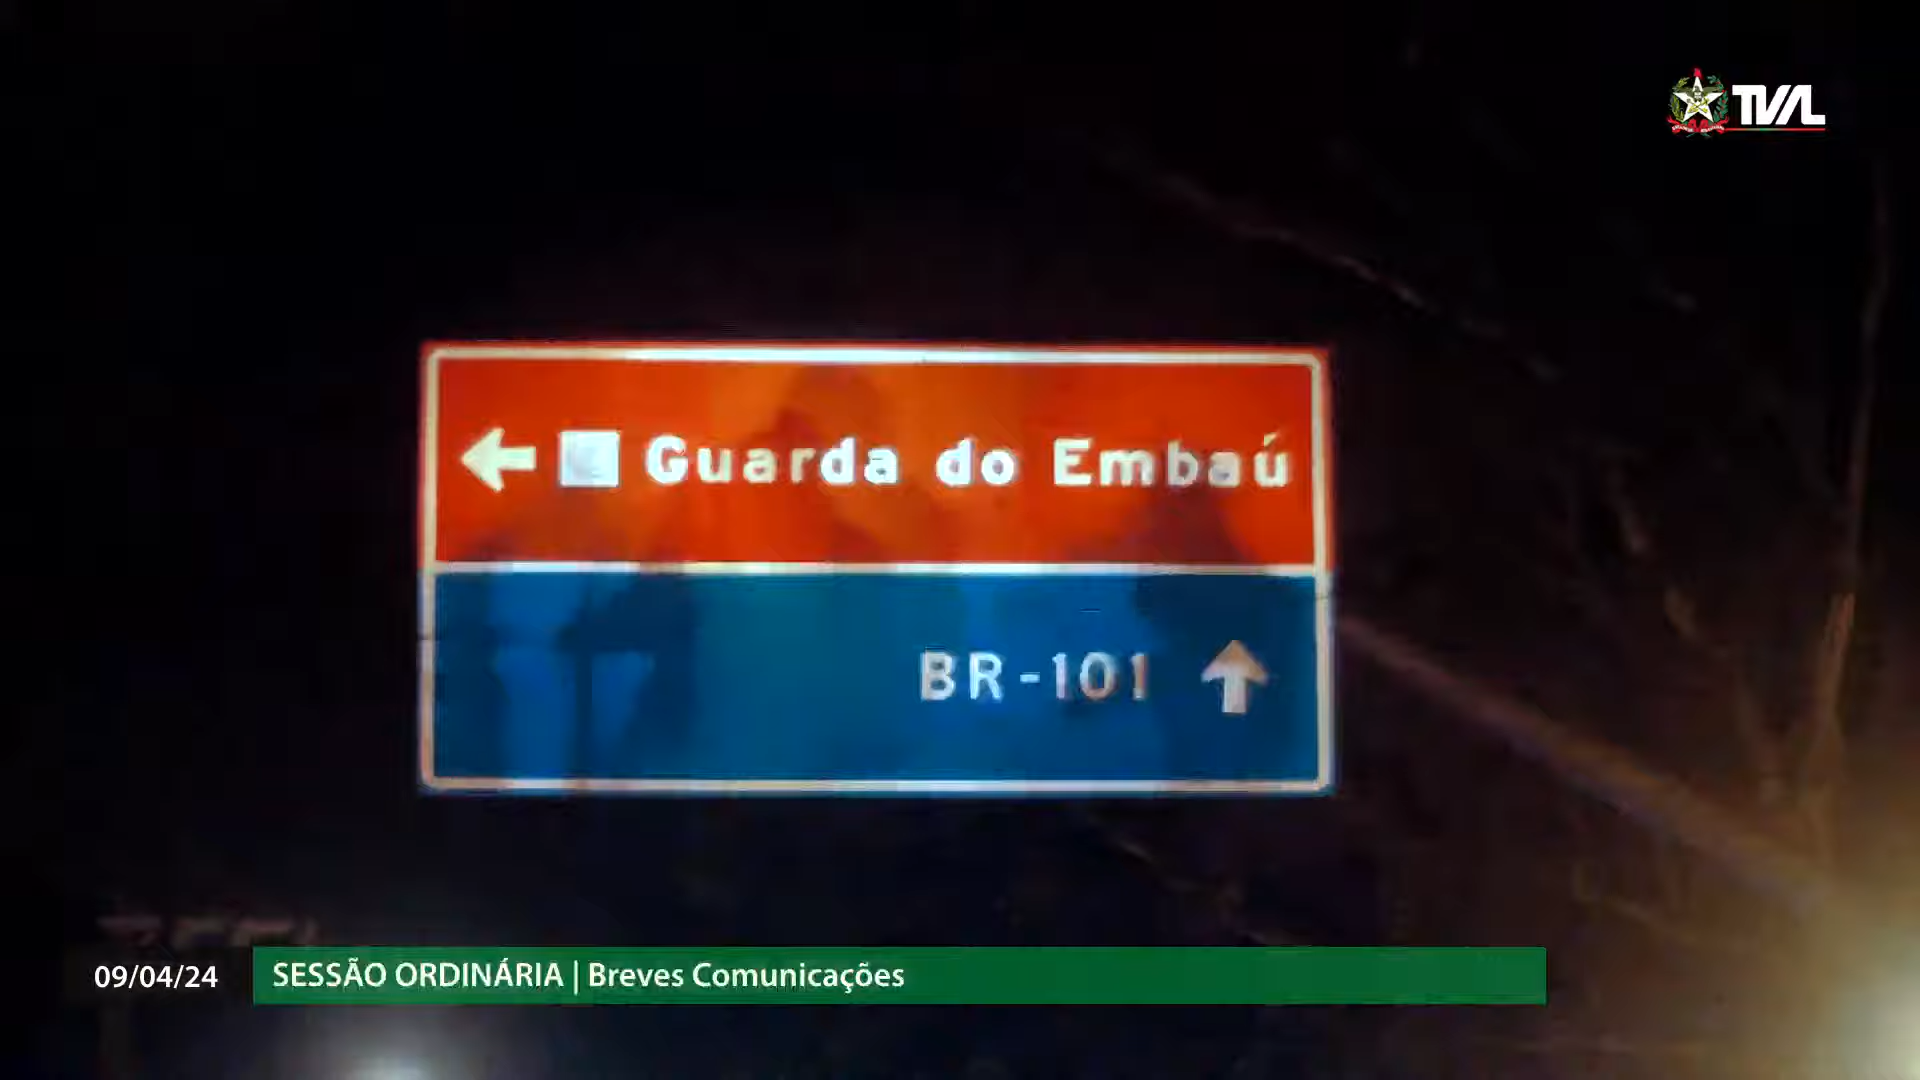 TVAL
Guarda do Embaú
BR-101
09/04/24
SESSÃO ORDINÁRIA | Breves Comunicações